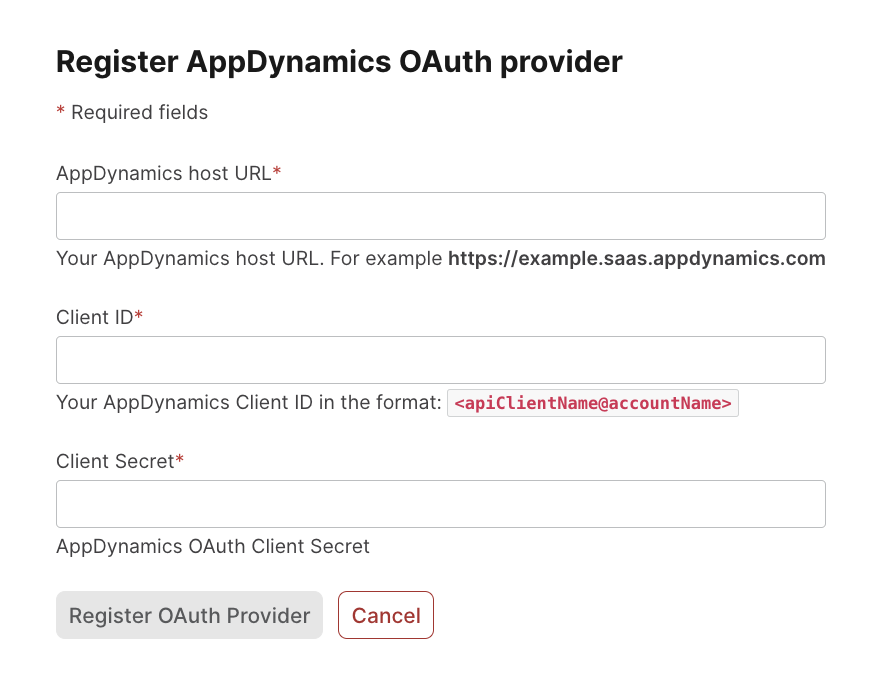 Register AppDynamics OAuth provider
* Required fields
AppDynamics host URL*
Your AppDynamics host URL. For example https://example.saas.appdynamics.com
Client ID*
Your AppDynamics Client ID in the format: <apiClientName@accountName>
Client Secret*
AppDynamics OAuth Client Secret
Register OAuth Provider Cancel